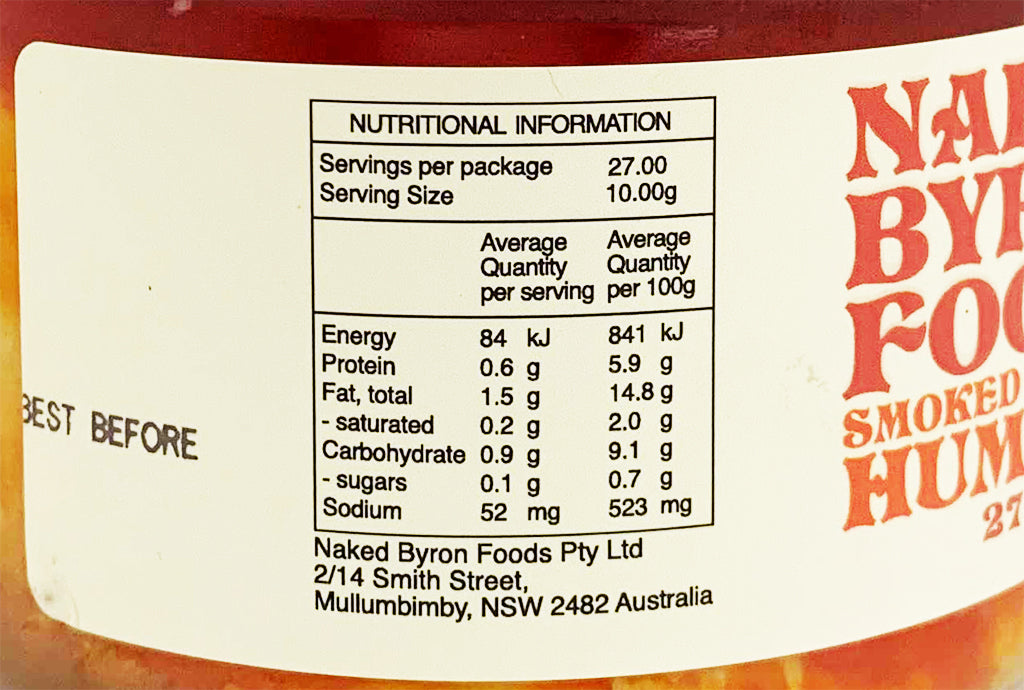 NUTRITIONAL INFORMATION
Servings per package 27.00
Serving Size 10.00g
Average Average
Quantity Quantity
per serving per 100g
Energy 84 kJ 841 kJ
Protein 0.6 g 5.9 g
Fat, total 1.5 g 14.8 g
- saturated 0.2 g 2.0 g
Carbohydrate 0.9 g 9.1 g
- sugars 0.1 g 0.7 g
Sodium 52 mg 523 mg
Naked Byron Foods Pty Ltd
2/14 Smith Street,
Mullumbimby, NSW 2482 Australia
BEST BEFORE
SMOKED